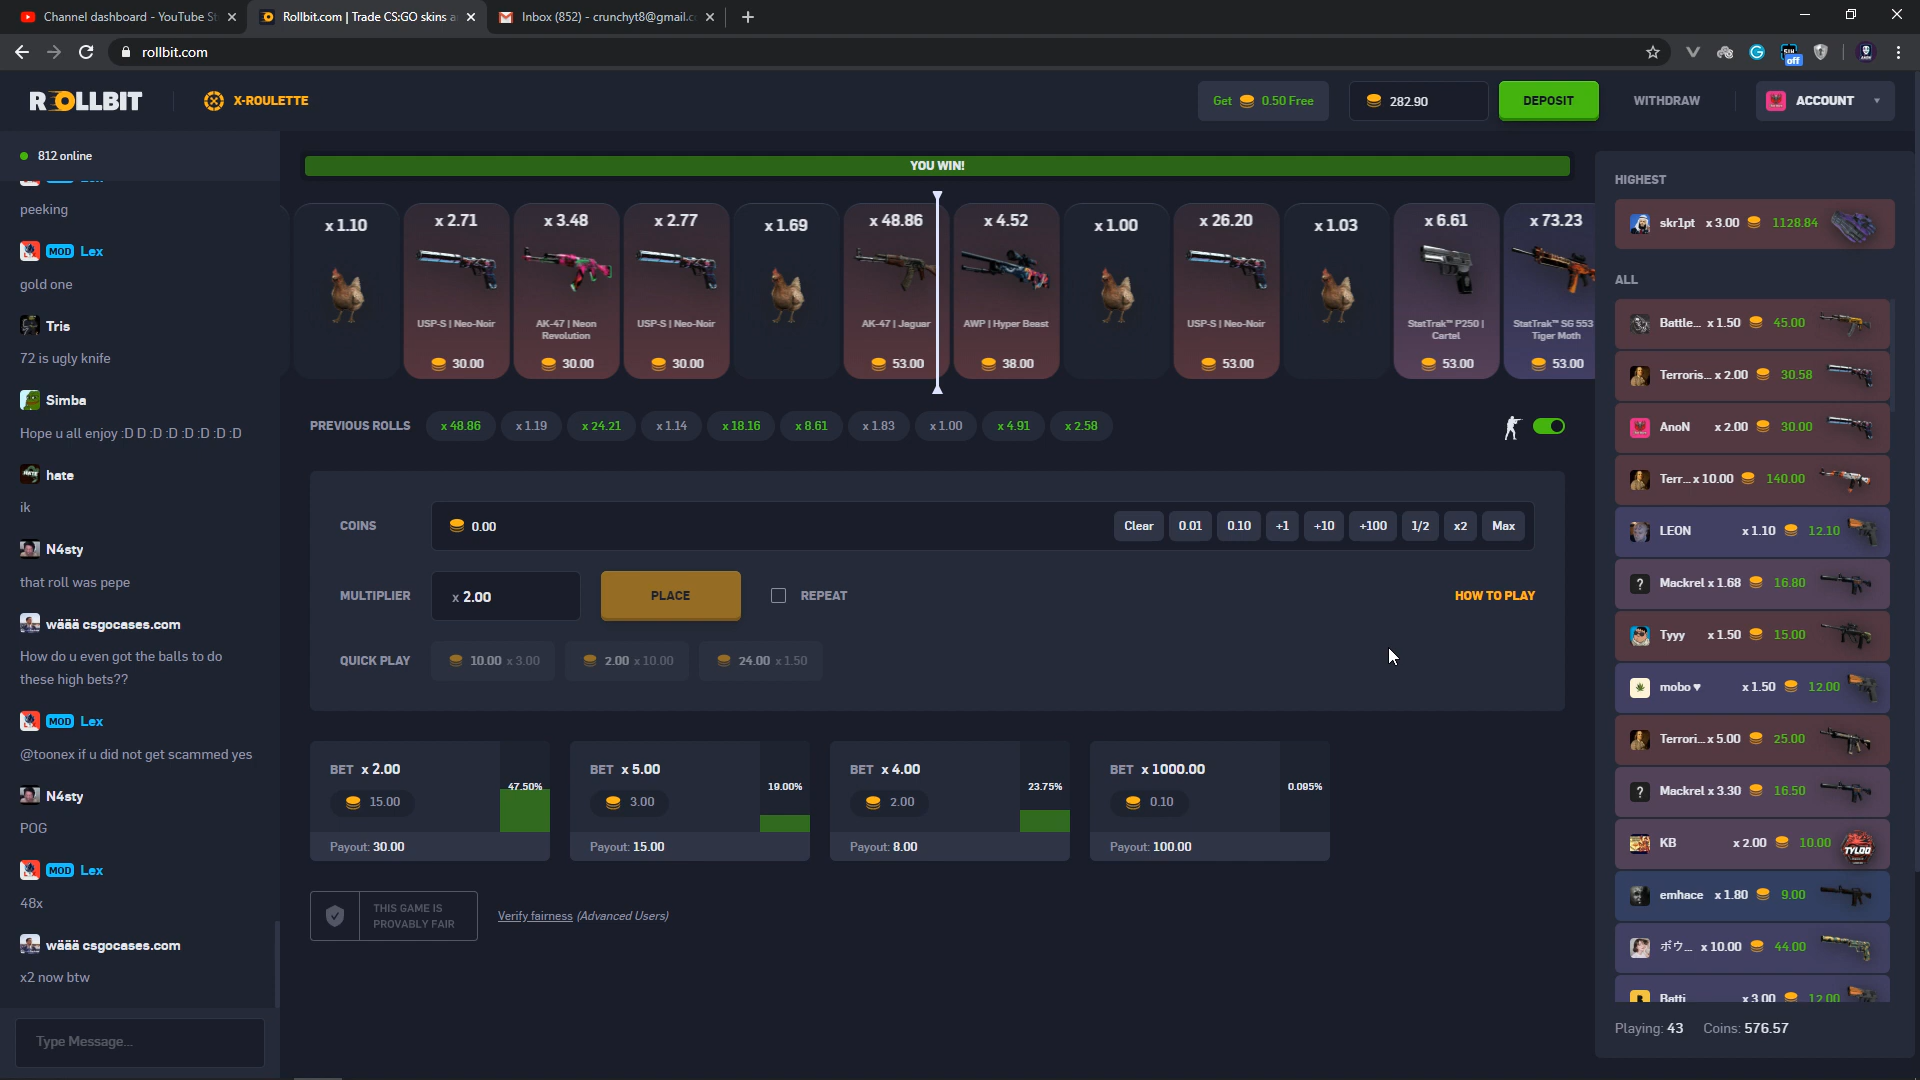 Channel dashboard - YouTube St
Rollbit.com | Trade CS:GO skins a
Inbox (852) - crunchyt8@gmail.c
rollbit.com
off
ROLLBIT
X-ROULETTE
Get 0.50 Free
282.90
DEPOSIT
WITHDRAW
ACCOUNT
812 online
peeking
MOD Lex
gold one
Tris
72 is ugly knife
Simba
Hope u all enjoy :D D :D :D :D :D :D :D
hate
ik
N4sty
that roll was pepe
wäää csgocases.com
How do u even got the balls to do
these high bets??
MOD Lex
@toonex if u did not get scammed yes
N4sty
POG
MOD Lex
48x
wäää csgocases.com
x2 now btw
Type Message...
YOU WIN!
x 1.10
x 2.71
USP-S | Neo-Noir
30.00
x 3.48
AK-47 | Neon
Revolution
30.00
x 2.77
USP-S | Neo-Noir
30.00
x 1.69
x 48.86
AK-47 | Jaguar
53.00
x 4.52
AWP | Hyper Beast
38.00
x 1.00
x 26.20
USP-S | Neo-Noir
53.00
x 1.03
x 6.61
StatTrak™ P250 |
Cartel
53.00
x 73.23
StatTrak™ SG 553
Tiger Moth
53.00
PREVIOUS ROLLS x 48.86 x 1.19 x 24.21 x 1.14 x 18.16 x 8.61 x 1.83 x 1.00 x 4.91 x 2.58
COINS 0.00 Clear 0.01 0.10 +1 +10 +100 1/2 x2 Max
MULTIPLIER x 2.00 PLACE REPEAT HOW TO PLAY
QUICK PLAY 10.00 x 3.00 2.00 x 10.00 24.00 x 1.50
BET x 2.00
15.00
47.50%
Payout: 30.00
BET x 5.00
3.00
19.00%
Payout: 15.00
BET x 4.00
2.00
23.75%
Payout: 8.00
BET x 1000.00
0.10
0.095%
Payout: 100.00
THIS GAME IS
PROVABLY FAIR
Verify fairness (Advanced Users)
HIGHEST
skr1pt x 3.00 1128.84
ALL
Battle... x 1.50 45.00
Terroris... x 2.00 30.58
AnoN x 2.00 30.00
Terr... x 10.00 140.00
LEON x 1.10 12.10
? Mackrel x 1.68 16.80
Tyyy x 1.50 15.00
mobo ♥ x 1.50 12.00
Terrori... x 5.00 25.00
? Mackrel x 3.30 16.50
KB x 2.00 10.00 TYLOO
emhace x 1.80 9.00
ボウ... x 10.00 44.00
Batti x 3.00 12.00
Playing: 43 Coins: 576.57